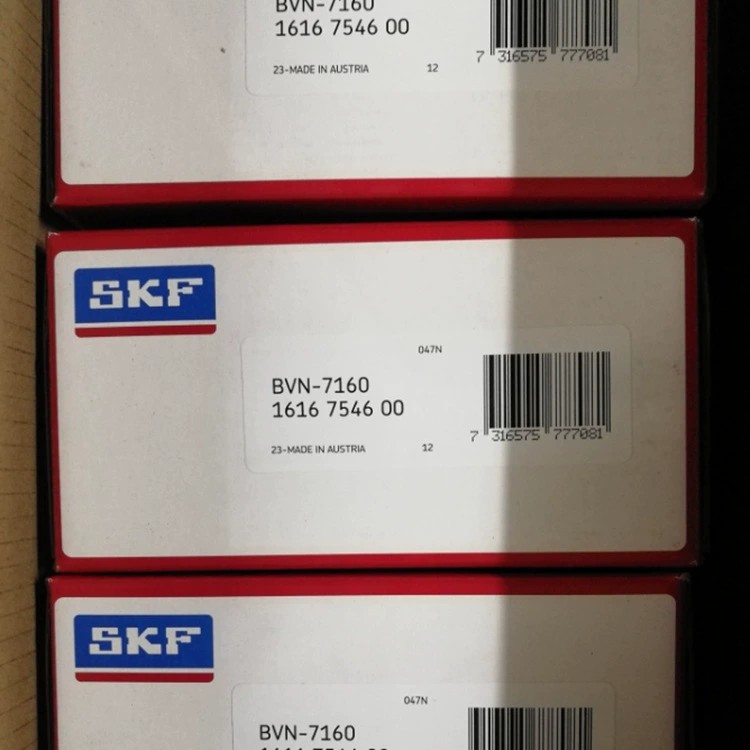 BVN-7160
1616 7546 00
23-MADE IN AUSTRIA 12
7 316575 777081
SKF
047N
BVN-7160
1616 7546 00
23-MADE IN AUSTRIA 12
7 316575 777081
SKF
047N
BVN-7160